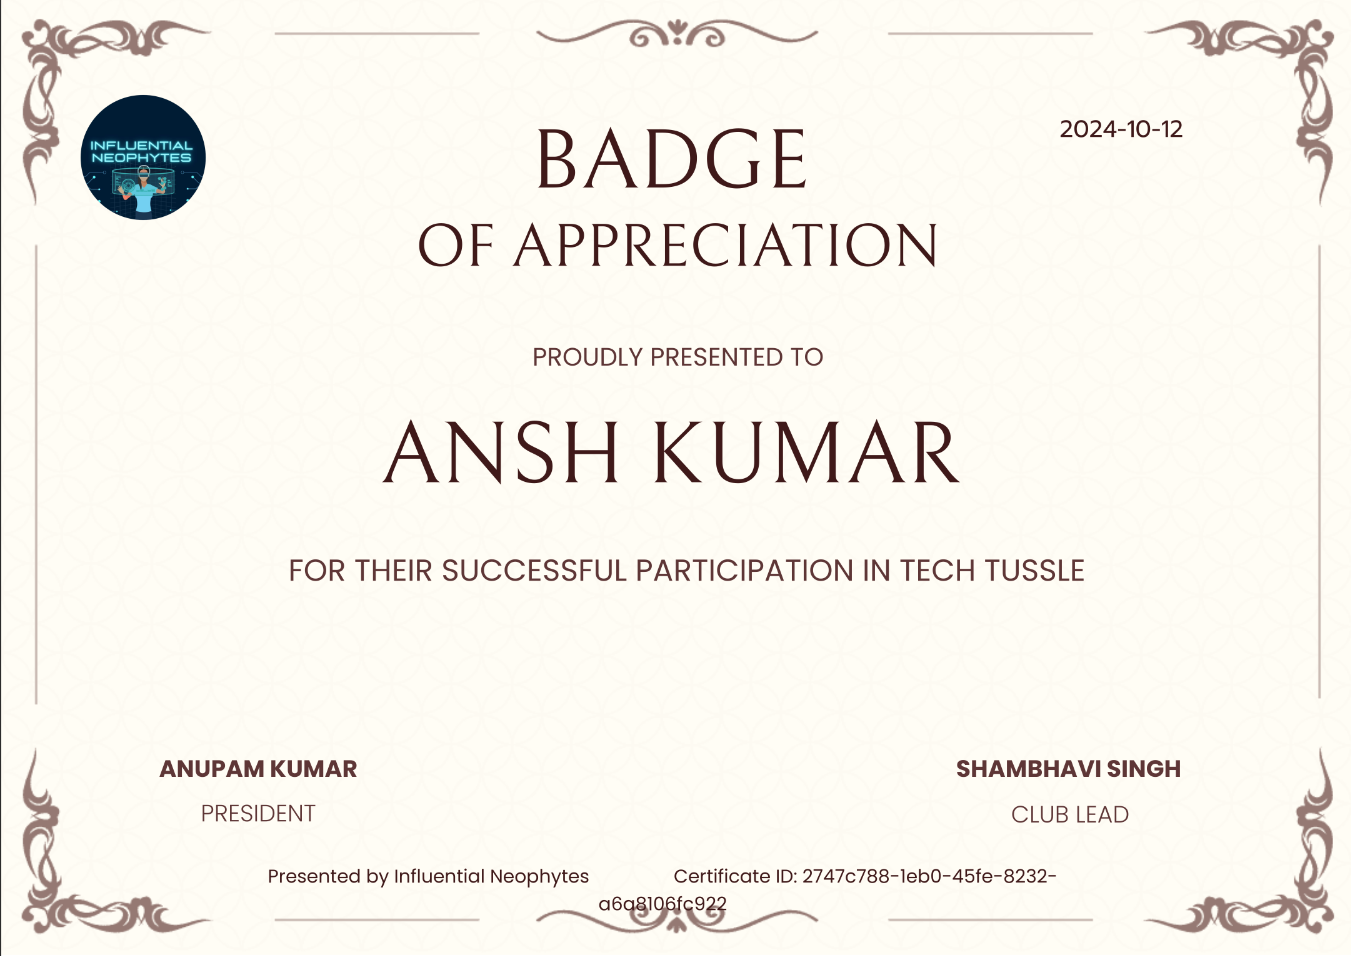 INFLUENTIAL
NEOPHYTES
2024-10-12
BADGE
OF APPRECIATION
PROUDLY PRESENTED TO
ANSH KUMAR
FOR THEIR SUCCESSFUL PARTICIPATION IN TECH TUSSLE
ANUPAM KUMAR
PRESIDENT
SHAMBHAVI SINGH
CLUB LEAD
Presented by Influential Neophytes Certificate ID: 2747c788-1eb0-45fe-8232-
a6a8106fc922